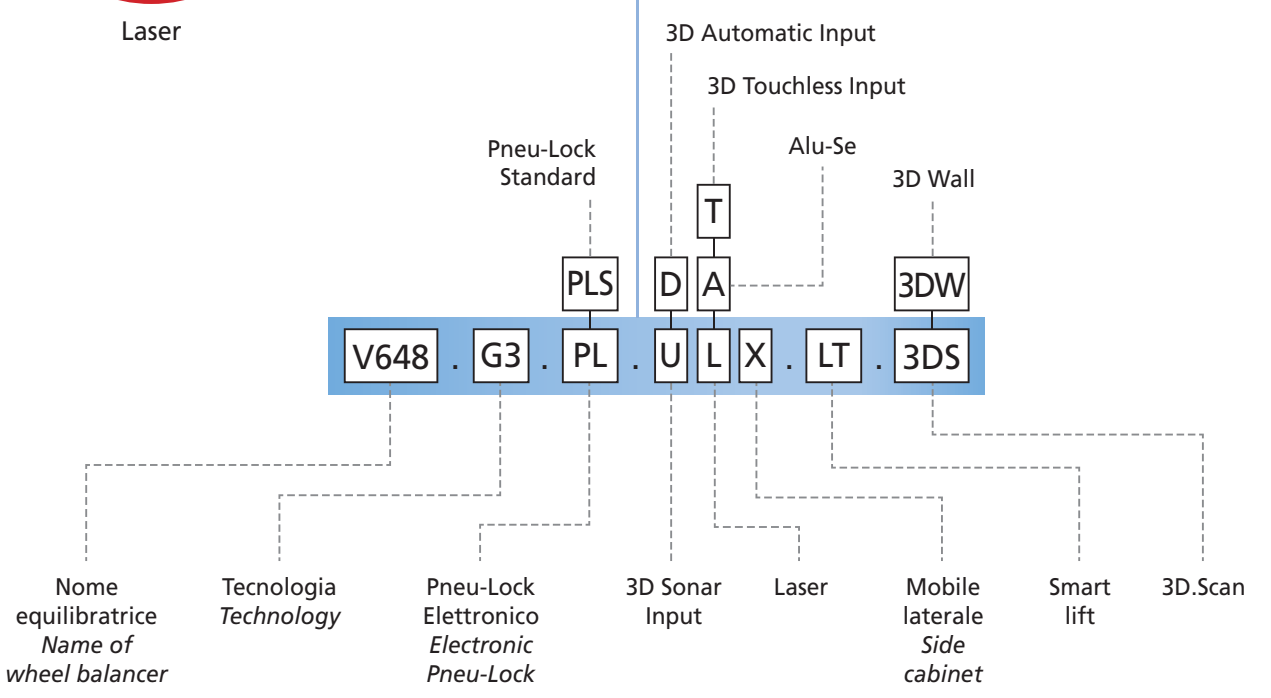 Laser
3D Automatic Input
3D Touchless Input
Pneu-Lock
Standard
Alu-Se
3D Wall
T
PLS
D
A
3DW
V648 . G3 . PL . U L X . LT . 3DS
Nome
equilibratrice
Name of
wheel balancer
Tecnologia
Technology
Pneu-Lock
Elettronico
Electronic
Pneu-Lock
3D Sonar
Input
Laser
Mobile
laterale
Side
cabinet
Smart
lift
3D.Scan